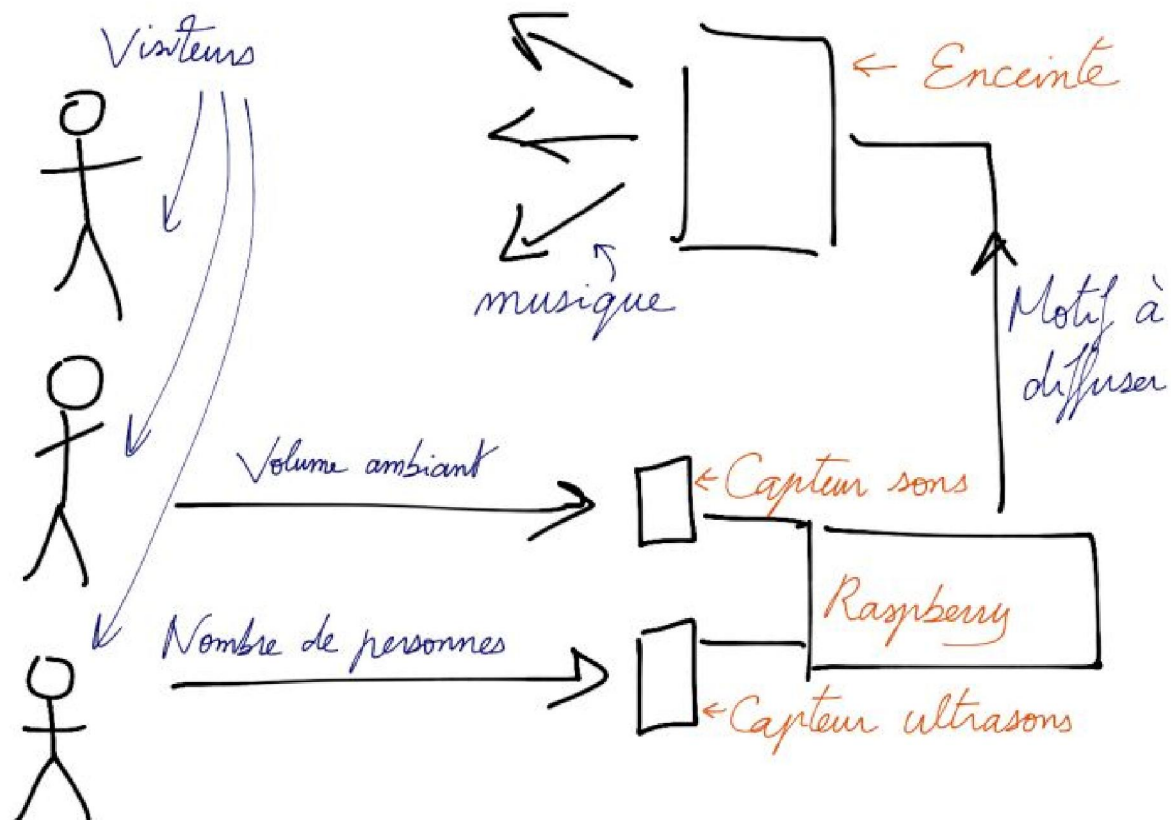 Visiteurs
← Enceinte
musique
Motif à
diffuser
Volume ambiant
← Capteur sons
Raspberry
Nombre de personnes
← Capteur ultrasons